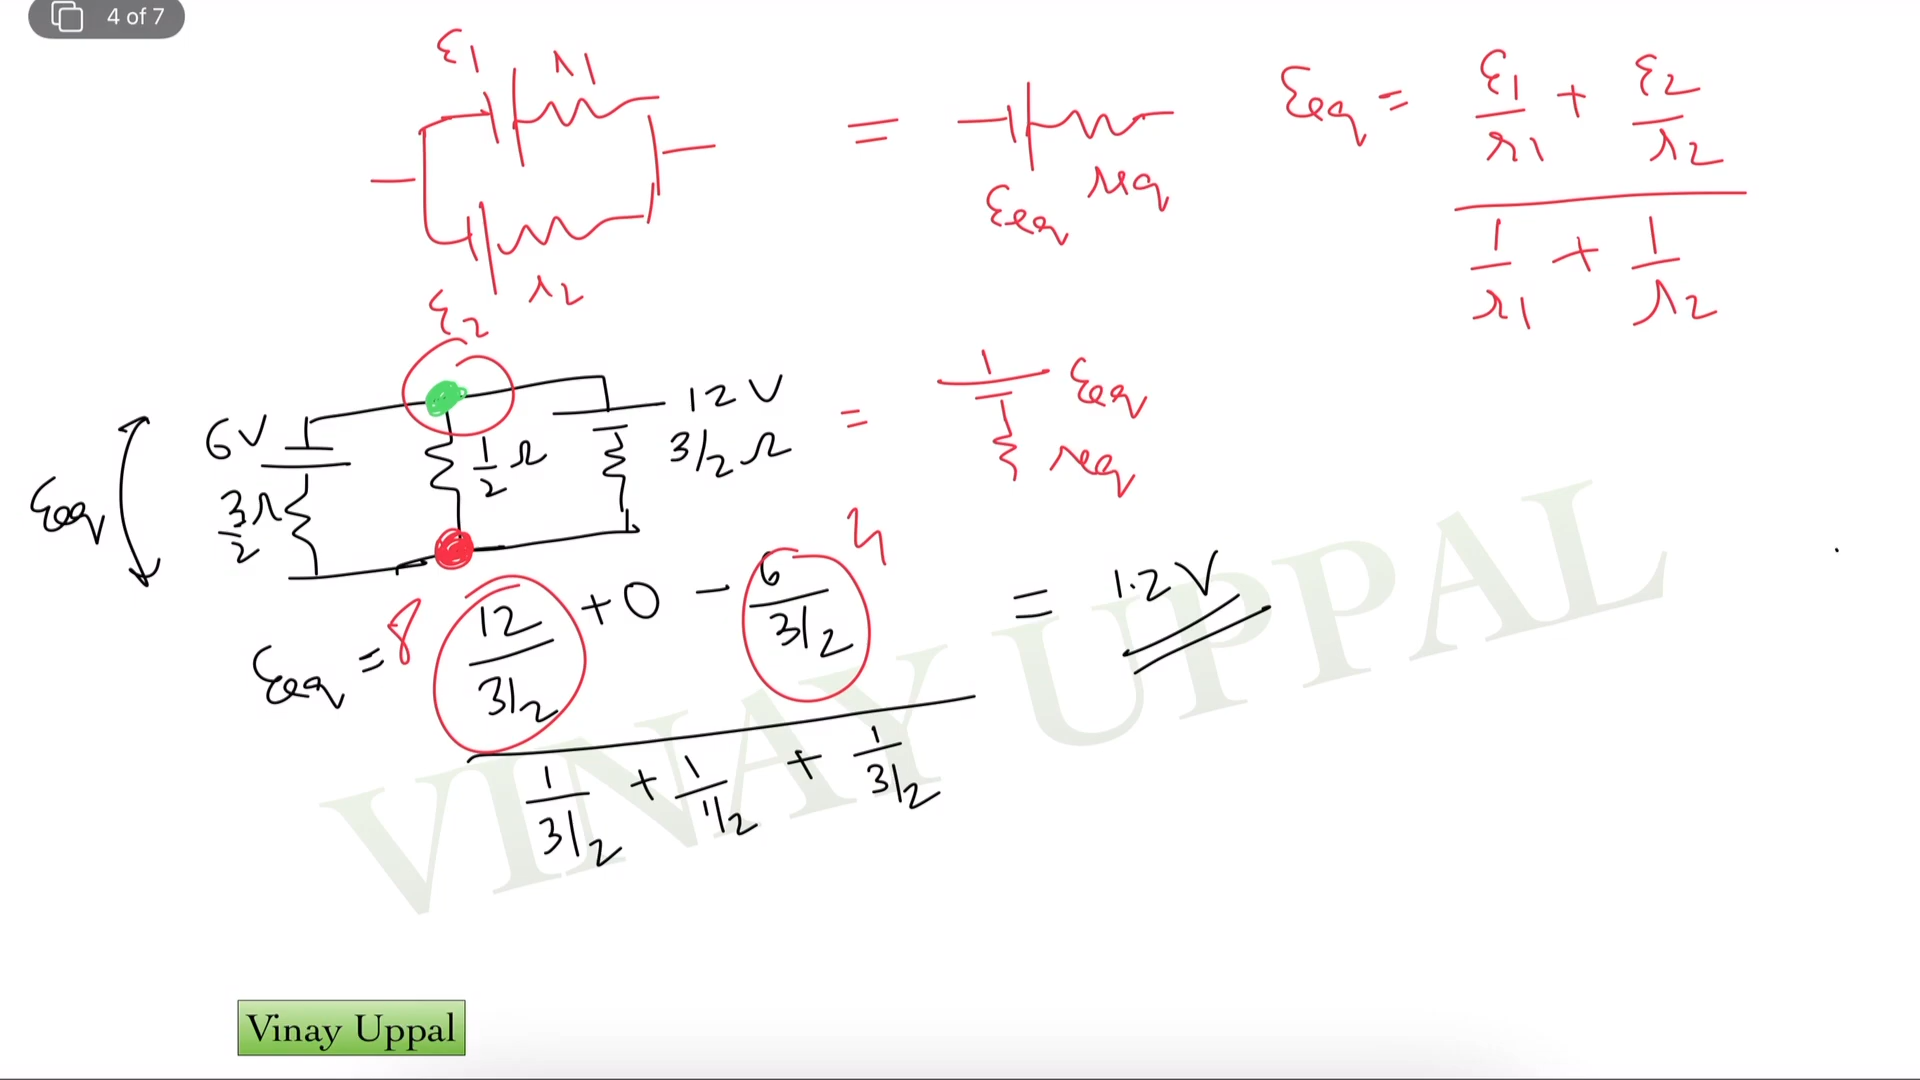 4 of 7
ε1 r1
ε2 r2
=
εeq req
εeq = ε1/r1 + ε2/r2
1/r1 + 1/r2
εeq
6V
3/2 Ω
1/2 Ω
12V
3/2 Ω
=
εeq
req
εeq = 8 12/3/2 + 0 - 6/3/2 4 = 1.2V
1/3/2 + 1/1/2 + 1/3/2
VINAY UPPAL
Vinay Uppal